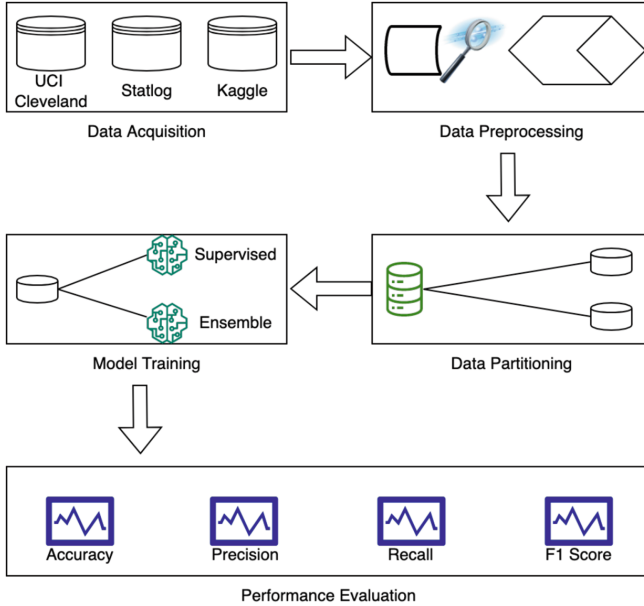 UCI
Cleveland
Statlog
Kaggle
Data Acquisition
Data Preprocessing
Supervised
Ensemble
Model Training
Data Partitioning
Accuracy
Precision
Recall
F1 Score
Performance Evaluation